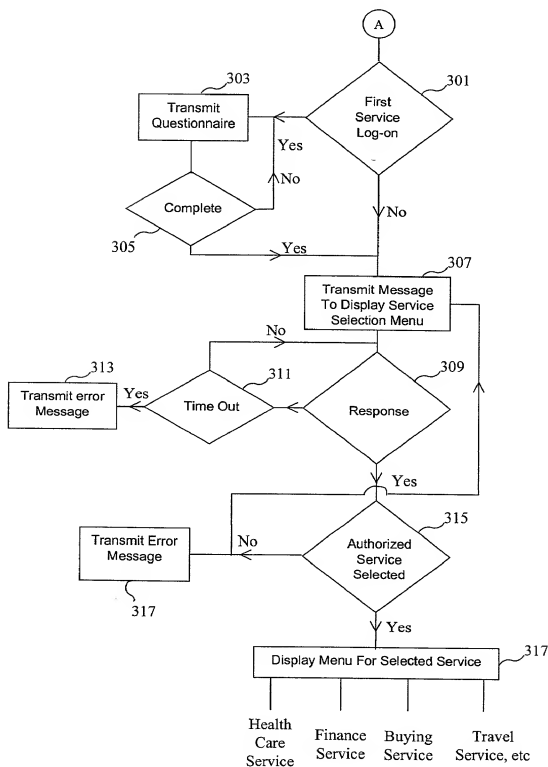 A
301
303
First
Service
Log-on
Transmit
Questionnaire
Yes
No
Complete
305
No
Yes
307
Transmit Message
To Display Service
Selection Menu
No
309
311
313
Transmit error
Message
Yes
Time Out
Response
Yes
315
Transmit Error
Message
No
Authorized
Service
Selected
317
Yes
Display Menu For Selected Service
317
Health
Care
Service
Finance
Service
Buying
Service
Travel
Service, etc